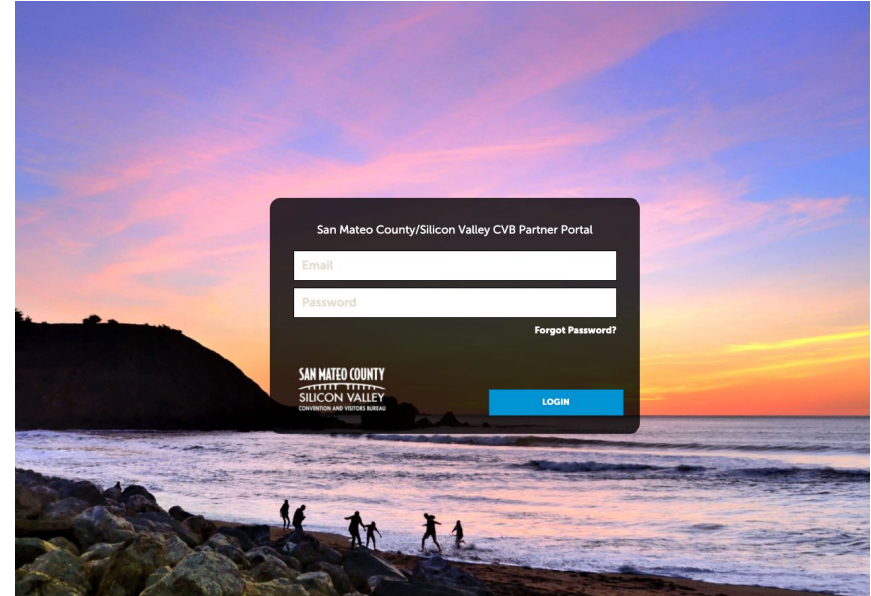 San Mateo County/Silicon Valley CVB Partner Portal
Email
Password
Forgot Password?
SAN MATEO COUNTY
SILICON VALLEY
CONVENTION AND VISITORS BUREAU
LOGIN